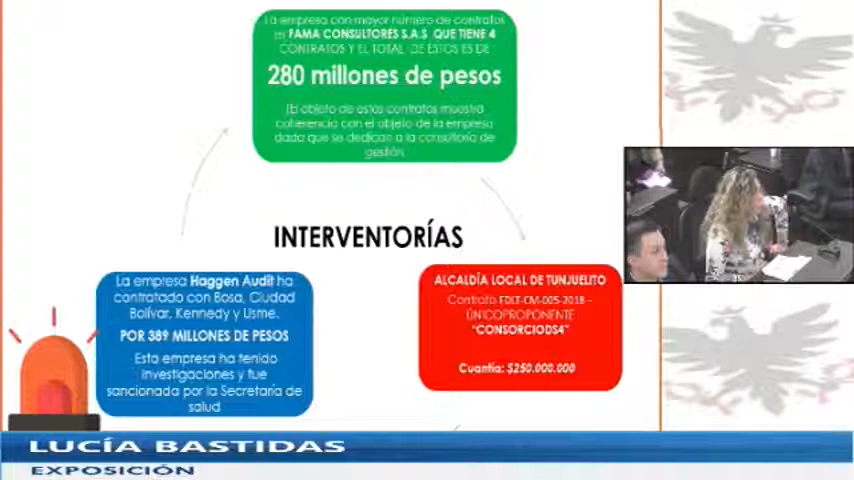 La empresa con mayor número de contratos
es FAMA CONSULTORES S.A.S QUE TIENE 4
CONTRATOS Y EL TOTAL DE ESTOS ES DE
280 millones de pesos
(El objeto de estos contratos muestra
coherencia con el objeto de la empresa
dado que se dedican a la consultoría de
gestión
INTERVENTORÍAS
La empresa Haggen Audit ha
contratado con Bosa, Ciudad
Bolívar, Kennedy y Usme.
POR 389 MILLONES DE PESOS
Esta empresa ha tenido
investigaciones y fue
sancionada por la Secretaría de
salud
ALCALDÍA LOCAL DE TUNJUELITO
Contrato FDLT-CM-005-2018 –
ÚNICOPROPONENTE
"CONSORCIODS4"
Cuantía: $250.000.000
LUCÍA BASTIDAS
EXPOSICIÓN